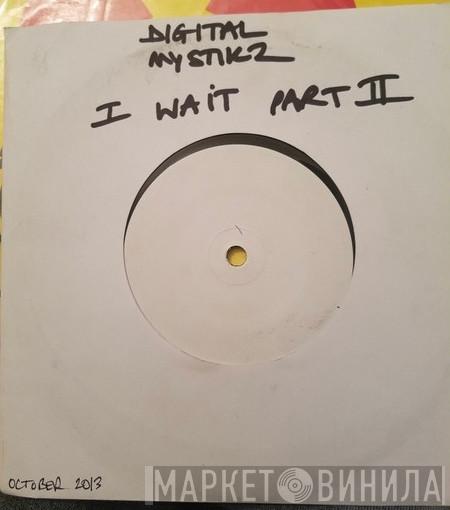 DIGITAL
MYSTIKZ
I WAIT PART II
OCTOBER 2013
МАРКЕТ ВИНИЛА